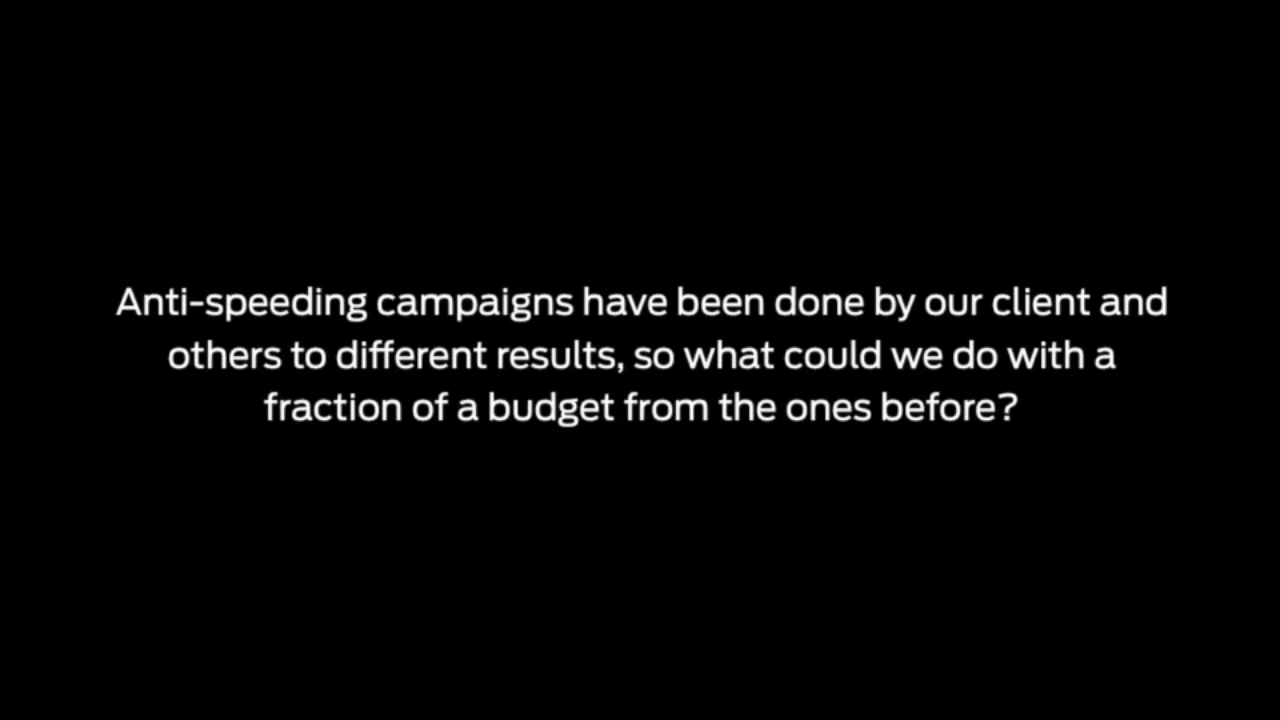 Anti-speeding campaigns have been done by our client and
others to different results, so what could we do with a
fraction of a budget from the ones before?